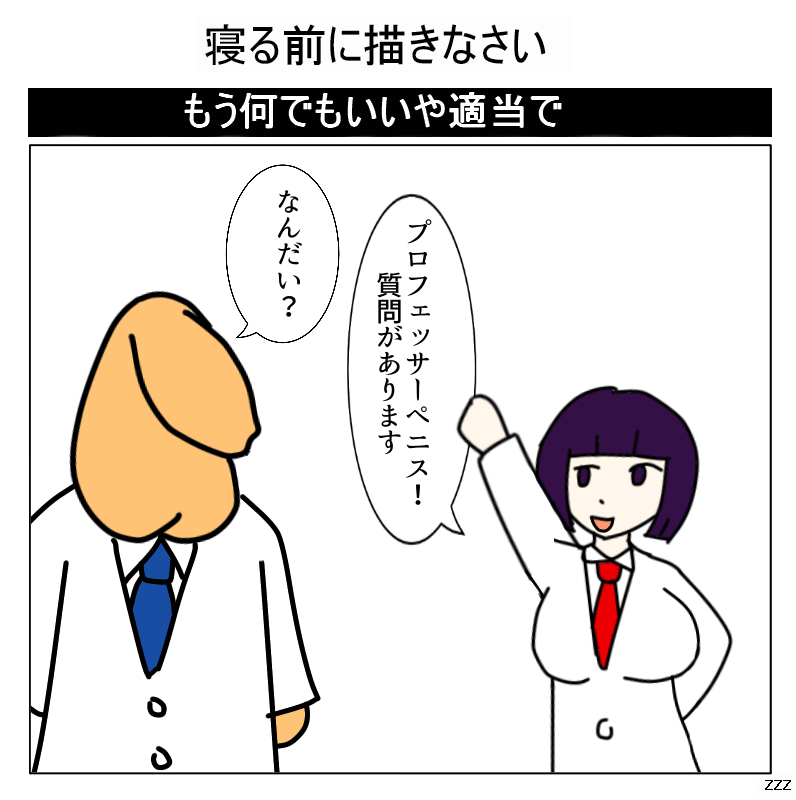 寝る前に描きなさい
もう何でもいいや適当で
プロフェッサーペニス！
質問があります
なんだい？
zzz